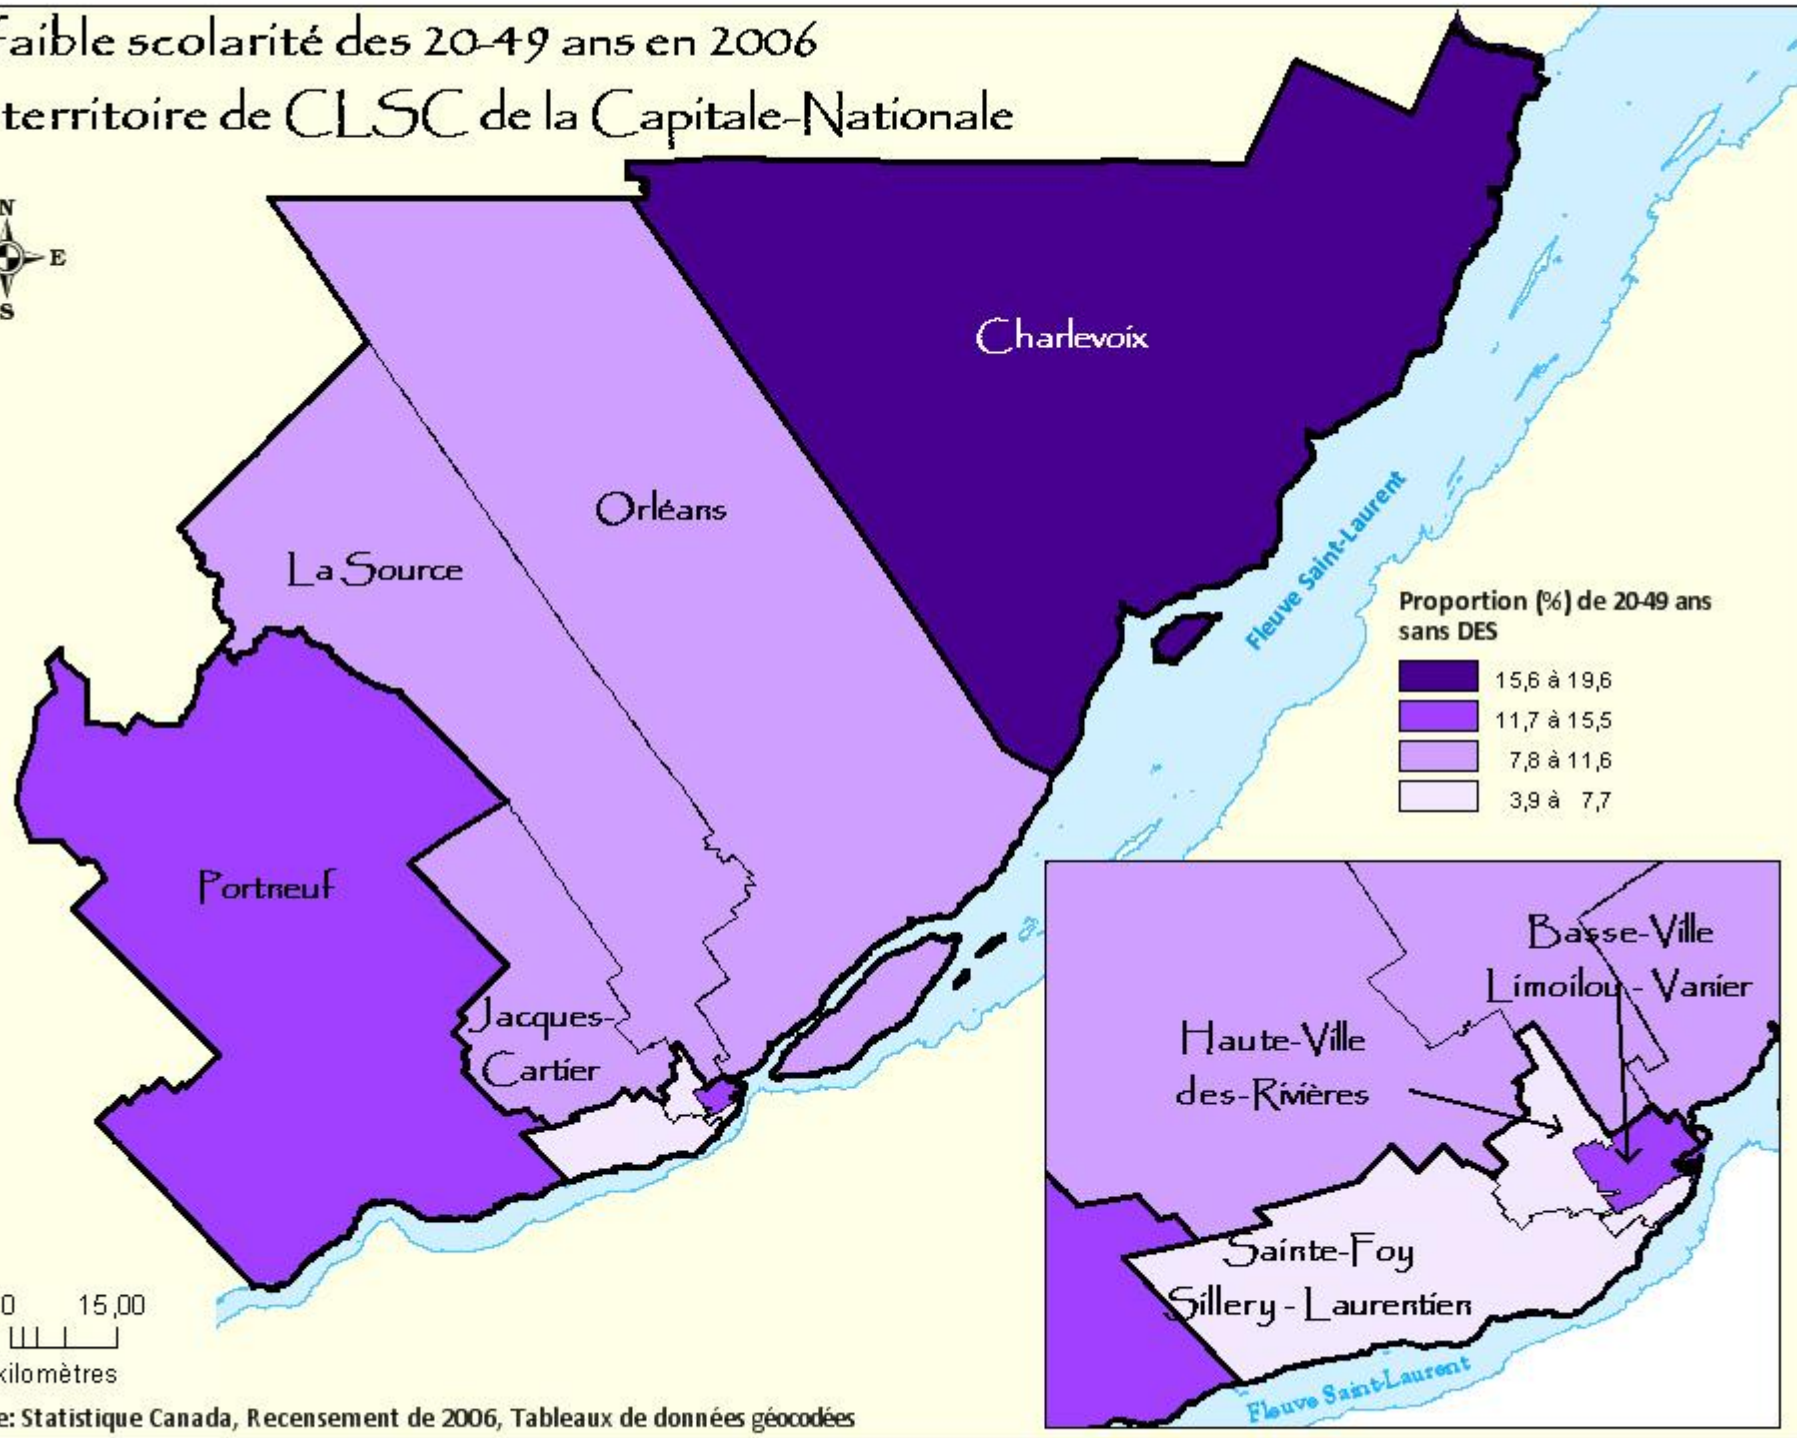 Faible scolarité des 20-49 ans en 2006
territoire de CLSC de la Capitale-Nationale
N
E
S
Charlevoix
Orléans
La Source
Fleuve Saint-Laurent
Proportion (%) de 20-49 ans
sans DES
15,6 à 19,6
11,7 à 15,5
7,8 à 11,6
3,9 à 7,7
Portneuf
Jacques-
Cartier
Basse-Ville
Limoilou - Vanier
Haute-Ville
des-Rivières
Sainte-Foy
Sillery - Laurentien
Fleuve Saint-Laurent
0 15,00
kilomètres
e: Statistique Canada, Recensement de 2006, Tableaux de données géocodées